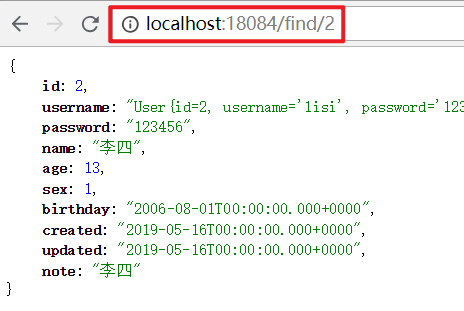 localhost:18084/find/2
{
id: 2,
username: "User{id=2, username='lisi', password='123
password: "123456",
name: "李四",
age: 13,
sex: 1,
birthday: "2006-08-01T00:00:00.000+0000",
created: "2019-05-16T00:00:00.000+0000",
updated: "2019-05-16T00:00:00.000+0000",
note: "李四"
}